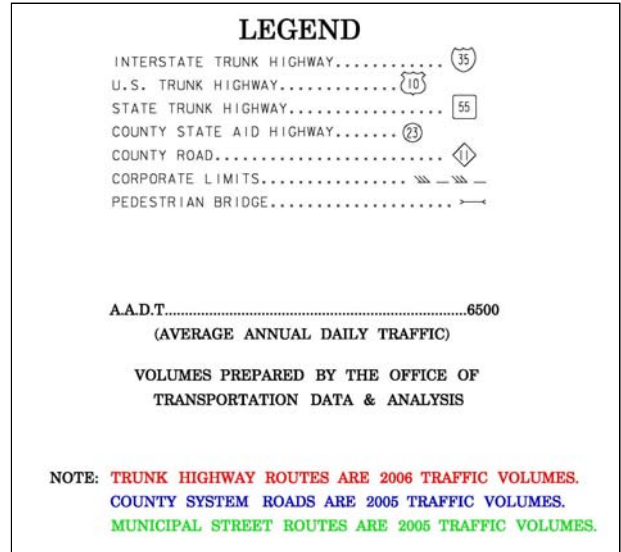 LEGEND
INTERSTATE TRUNK HIGHWAY............ 35
U.S. TRUNK HIGHWAY............. 10
STATE TRUNK HIGHWAY................. 55
COUNTY STATE AID HIGHWAY....... 23
COUNTY ROAD......................... 11
CORPORATE LIMITS................
PEDESTRIAN BRIDGE....................
A.A.D.T...........................................................................6500
(AVERAGE ANNUAL DAILY TRAFFIC)
VOLUMES PREPARED BY THE OFFICE OF
TRANSPORTATION DATA & ANALYSIS
NOTE: TRUNK HIGHWAY ROUTES ARE 2006 TRAFFIC VOLUMES.
COUNTY SYSTEM ROADS ARE 2005 TRAFFIC VOLUMES.
MUNICIPAL STREET ROUTES ARE 2005 TRAFFIC VOLUMES.